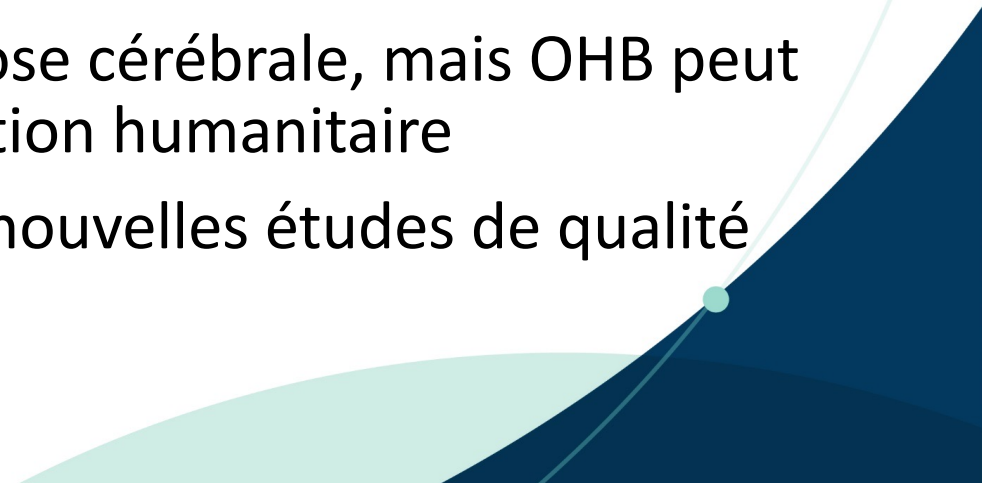 ose cérébrale, mais OHB peut
tion humanitaire
nouvelles études de qualité